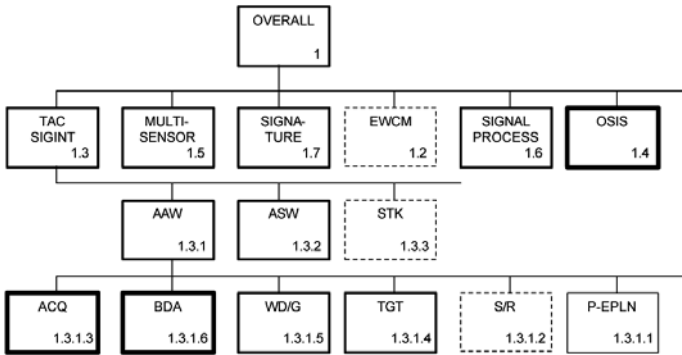 OVERALL
1
TAC
SIGINT
1.3
MULTI-
SENSOR
1.5
SIGNA-
TURE
1.7
EWCM
1.2
SIGNAL
PROCESS
1.6
OSIS
1.4
AAW
1.3.1
ASW
1.3.2
STK
1.3.3
ACQ
1.3.1.3
BDA
1.3.1.6
WD/G
1.3.1.5
TGT
1.3.1.4
S/R
1.3.1.2
P-EPLN
1.3.1.1